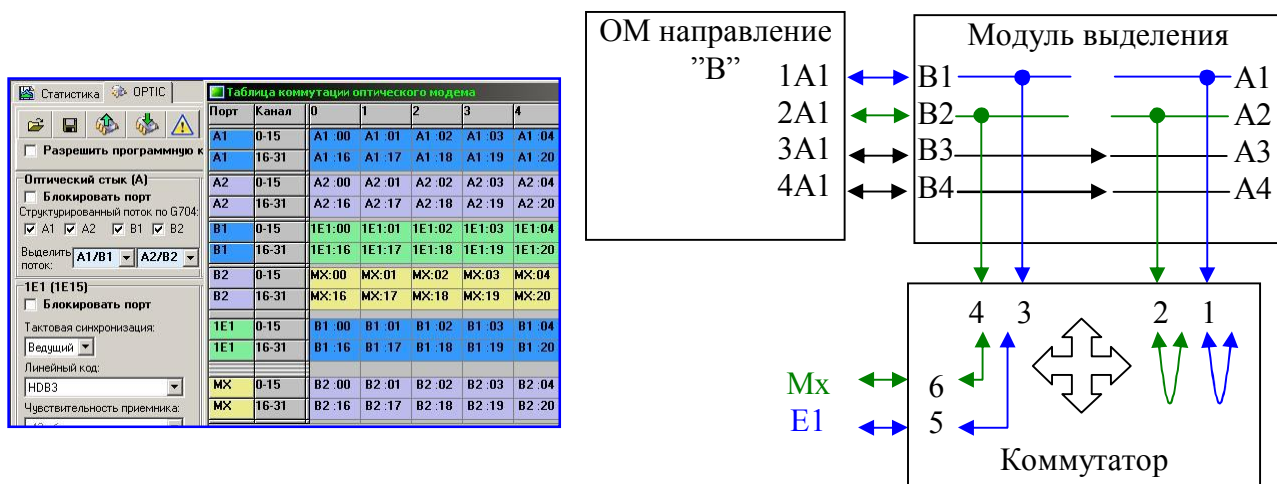 Статистика OPTIC
Разрешить программную к
Оптический стык (A)
Блокировать порт
Структурированный поток по G704:
A1 A2 B1 B2
Выделить поток: A1/B1 A2/B2
1E1 (1E15)
Блокировать порт
Тактовая синхронизация:
Ведущий
Линейный код:
HDB3
Чувствительность приемника:
Таблица коммутации оптического модема
Порт Канал 0 1 2 3 4
A1 0-15 A1 :00 A1 :01 A1 :02 A1 :03 A1 :04
A1 16-31 A1 :16 A1 :17 A1 :18 A1 :19 A1 :20
A2 0-15 A2 :00 A2 :01 A2 :02 A2 :03 A2 :04
A2 16-31 A2 :16 A2 :17 A2 :18 A2 :19 A2 :20
B1 0-15 1E1:00 1E1:01 1E1:02 1E1:03 1E1:04
B1 16-31 1E1:16 1E1:17 1E1:18 1E1:19 1E1:20
B2 0-15 MX:00 MX:01 MX:02 MX:03 MX:04
B2 16-31 MX:16 MX:17 MX:18 MX:19 MX:20
1E1 0-15 B1 :00 B1 :01 B1 :02 B1 :03 B1 :04
1E1 16-31 B1 :16 B1 :17 B1 :18 B1 :19 B1 :20
MX 0-15 B2 :00 B2 :01 B2 :02 B2 :03 B2 :04
MX 16-31 B2 :16 B2 :17 B2 :18 B2 :19 B2 :20
ОМ направление
”В”
1A1
2A1
3A1
4A1
Модуль выделения
B1 A1
B2 A2
B3 A3
B4 A4
4 3 2 1
Mx 6
E1 5
Коммутатор